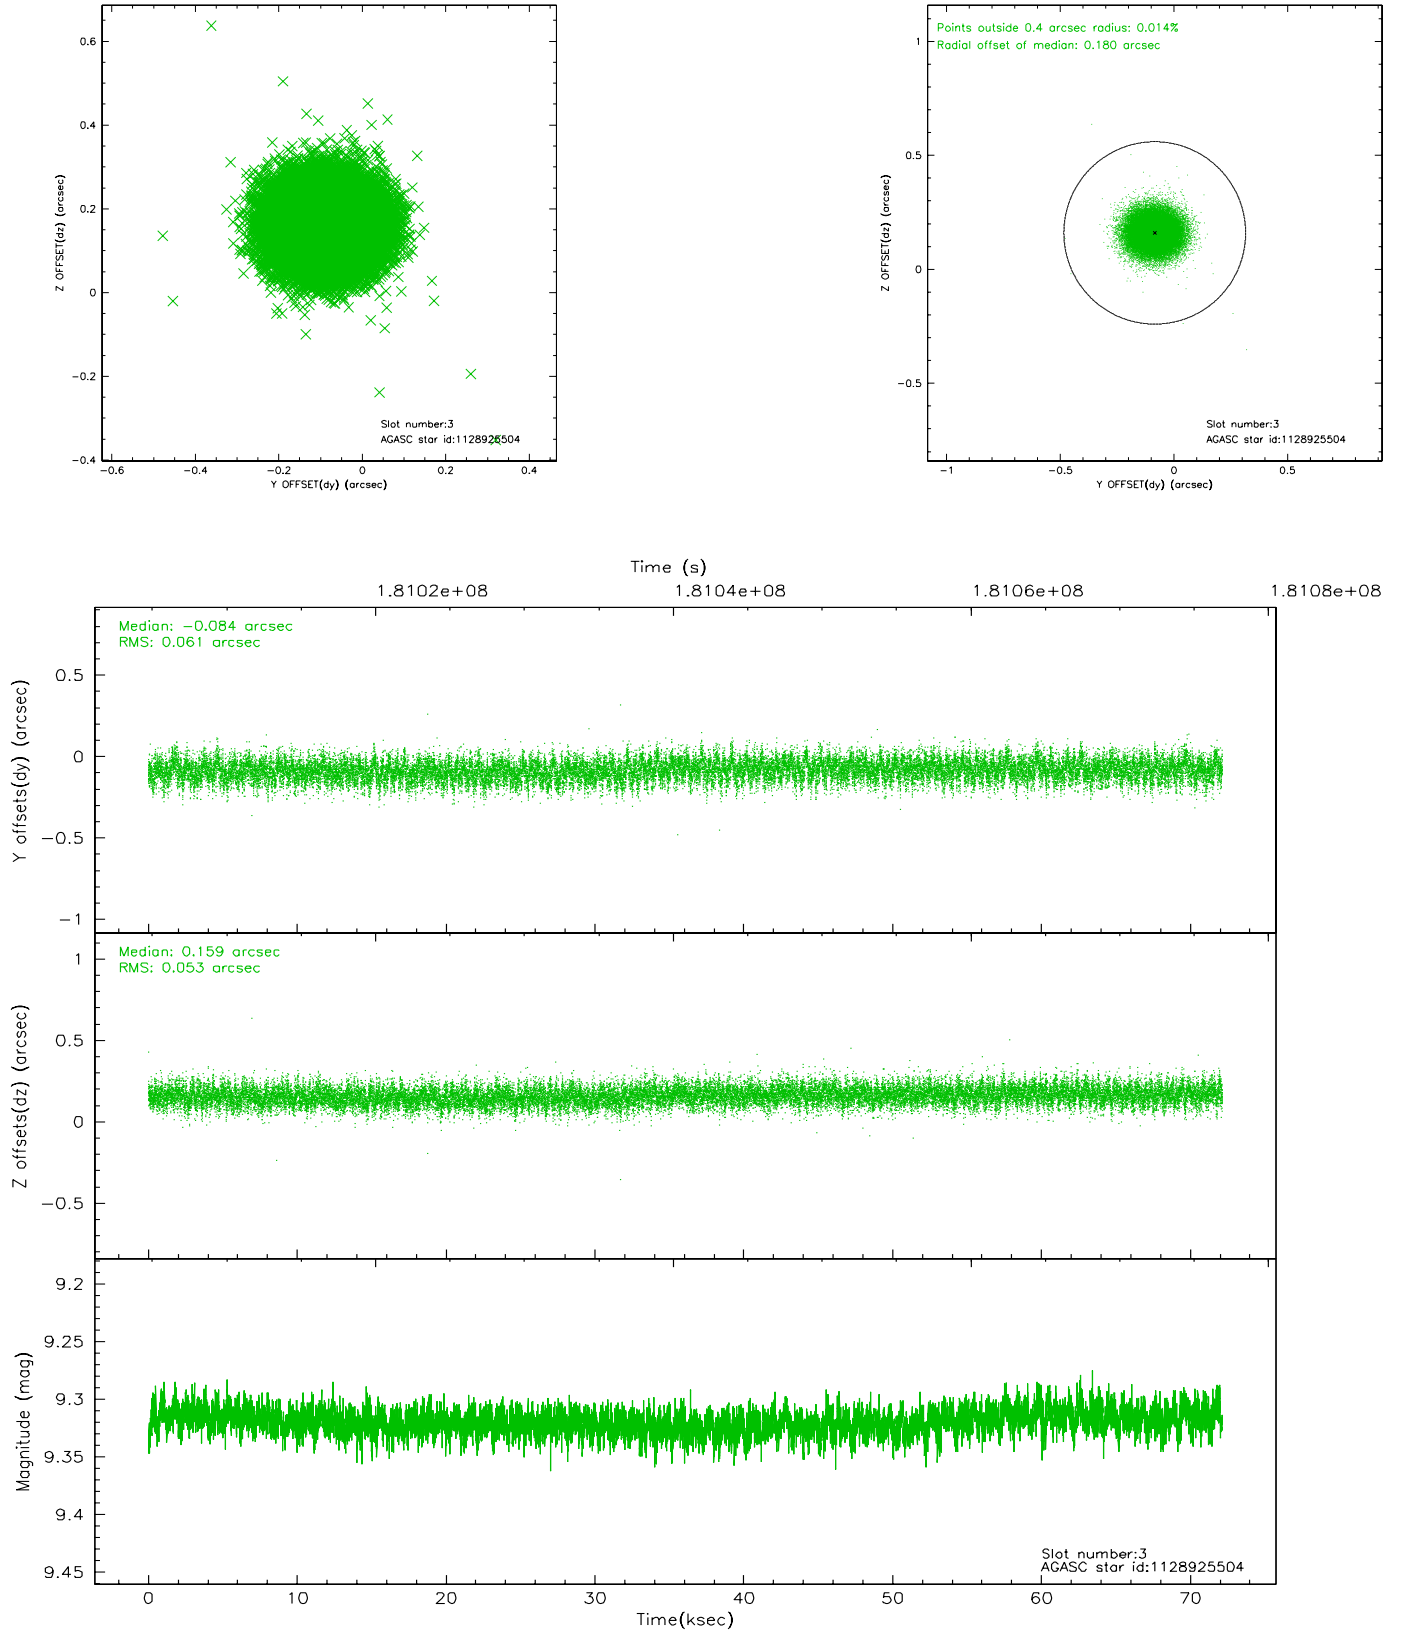 0.6
0.4
0.2
0
−0.2
−0.4
Z OFFSET(dz) (arcsec)
Slot number:3
AGASC star id:1128925504
−0.6 −0.4 −0.2 0 0.2 0.4
Y OFFSET(dy) (arcsec)
Points outside 0.4 arcsec radius: 0.014%
Radial offset of median: 0.180 arcsec
1
0.5
0
−0.5
Z OFFSET(dz) (arcsec)
Slot number:3
AGASC star id:1128925504
−1 −0.5 0 0.5
Y OFFSET(dy) (arcsec)
Time (s)
1.8102e+08 1.8104e+08 1.8106e+08 1.8108e+08
Median: −0.084 arcsec
RMS: 0.061 arcsec
0.5
0
−0.5
−1
Y offsets(dy) (arcsec)
Median: 0.159 arcsec
RMS: 0.053 arcsec
1
0.5
0
−0.5
Z offsets(dz) (arcsec)
9.2
9.25
9.3
9.35
9.4
9.45
Magnitude (mag)
Slot number:3
AGASC star id:1128925504
0 10 20 30 40 50 60 70
Time(ksec)